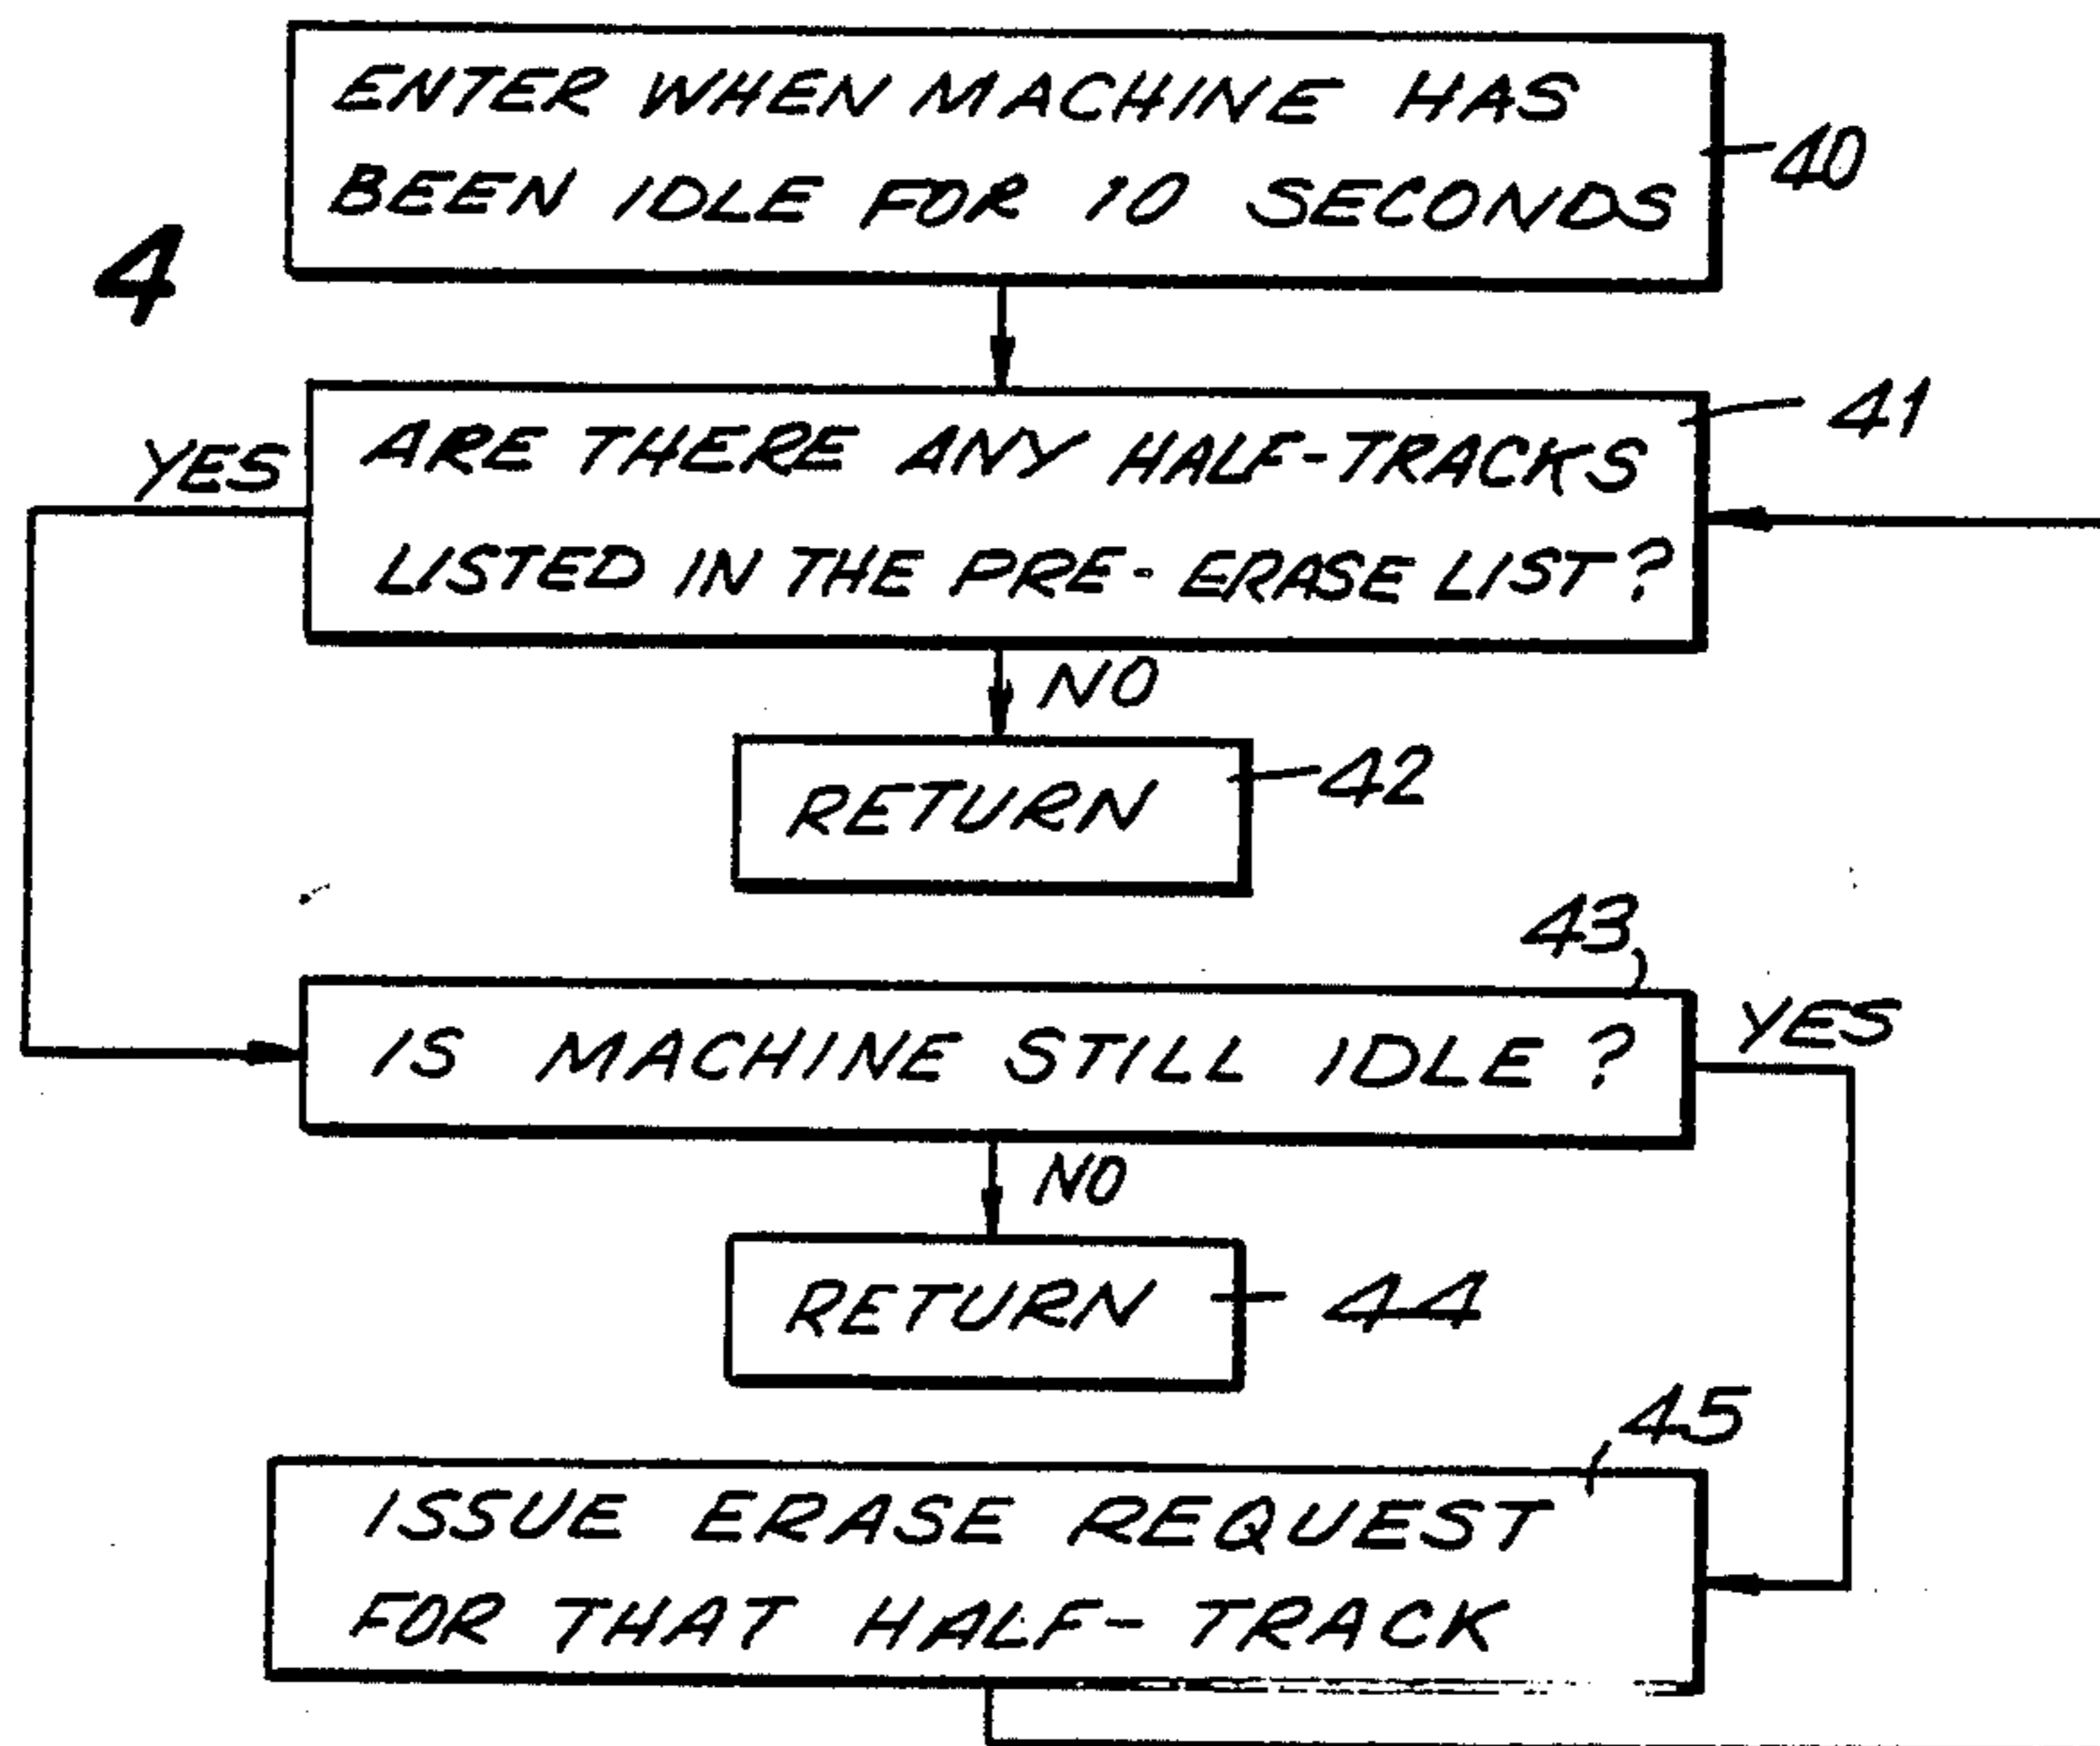 ENTER WHEN MACHINE HAS
BEEN IDLE FOR 10 SECONDS
40
4
41
YES
ARE THERE ANY HALF-TRACKS
LISTED IN THE PRE-ERASE LIST?
NO
RETURN
42
43
IS MACHINE STILL IDLE?
YES
NO
RETURN
44
45
ISSUE ERASE REQUEST
FOR THAT HALF-TRACK